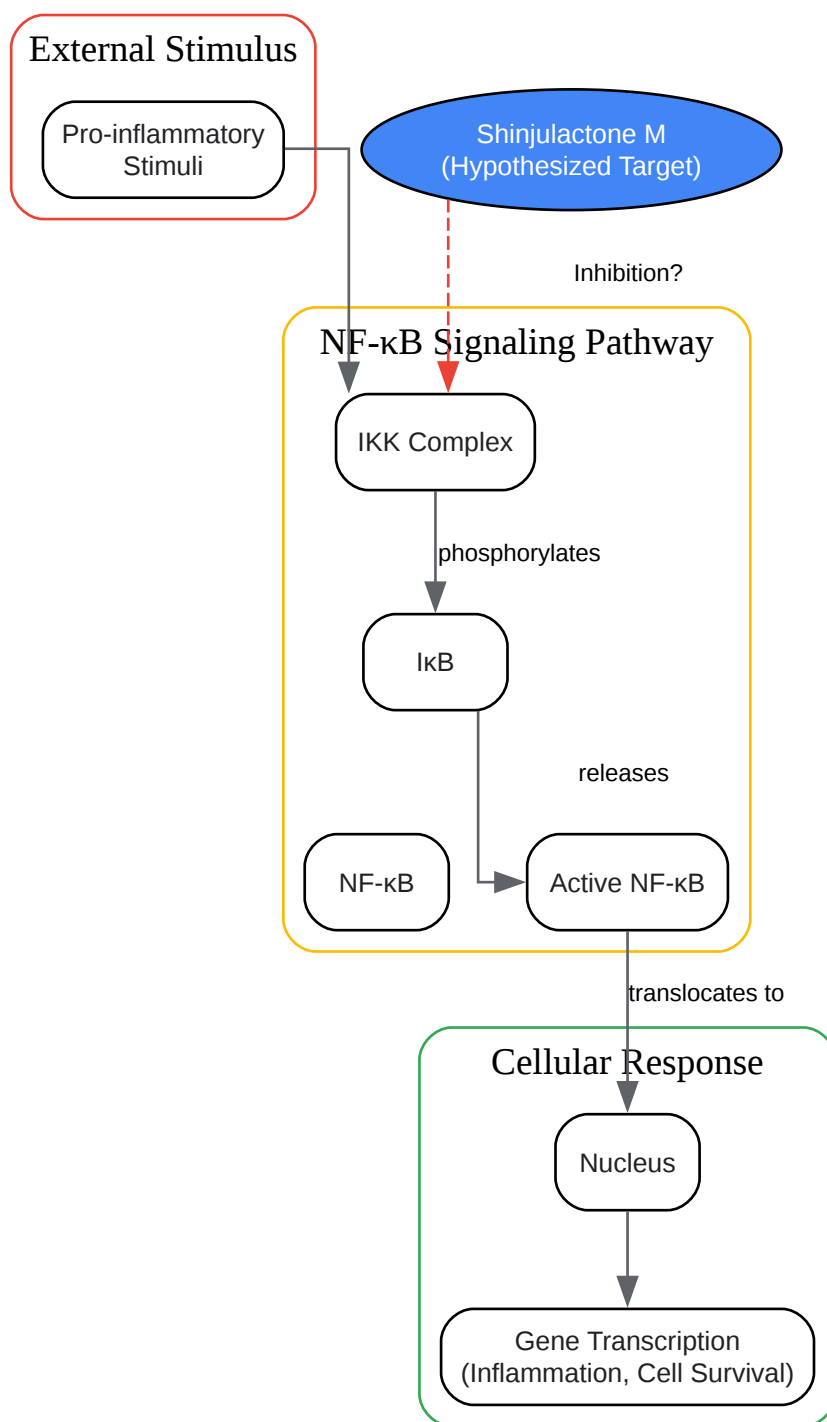 External Stimulus
Pro-inflammatory
Stimuli
Shinjulactone M
(Hypothesized Target)
Inhibition?
NF-κB Signaling Pathway
IKK Complex
phosphorylates
IκB
releases
NF-κB
Active NF-κB
translocates to
Cellular Response
Nucleus
Gene Transcription
(Inflammation, Cell Survival)